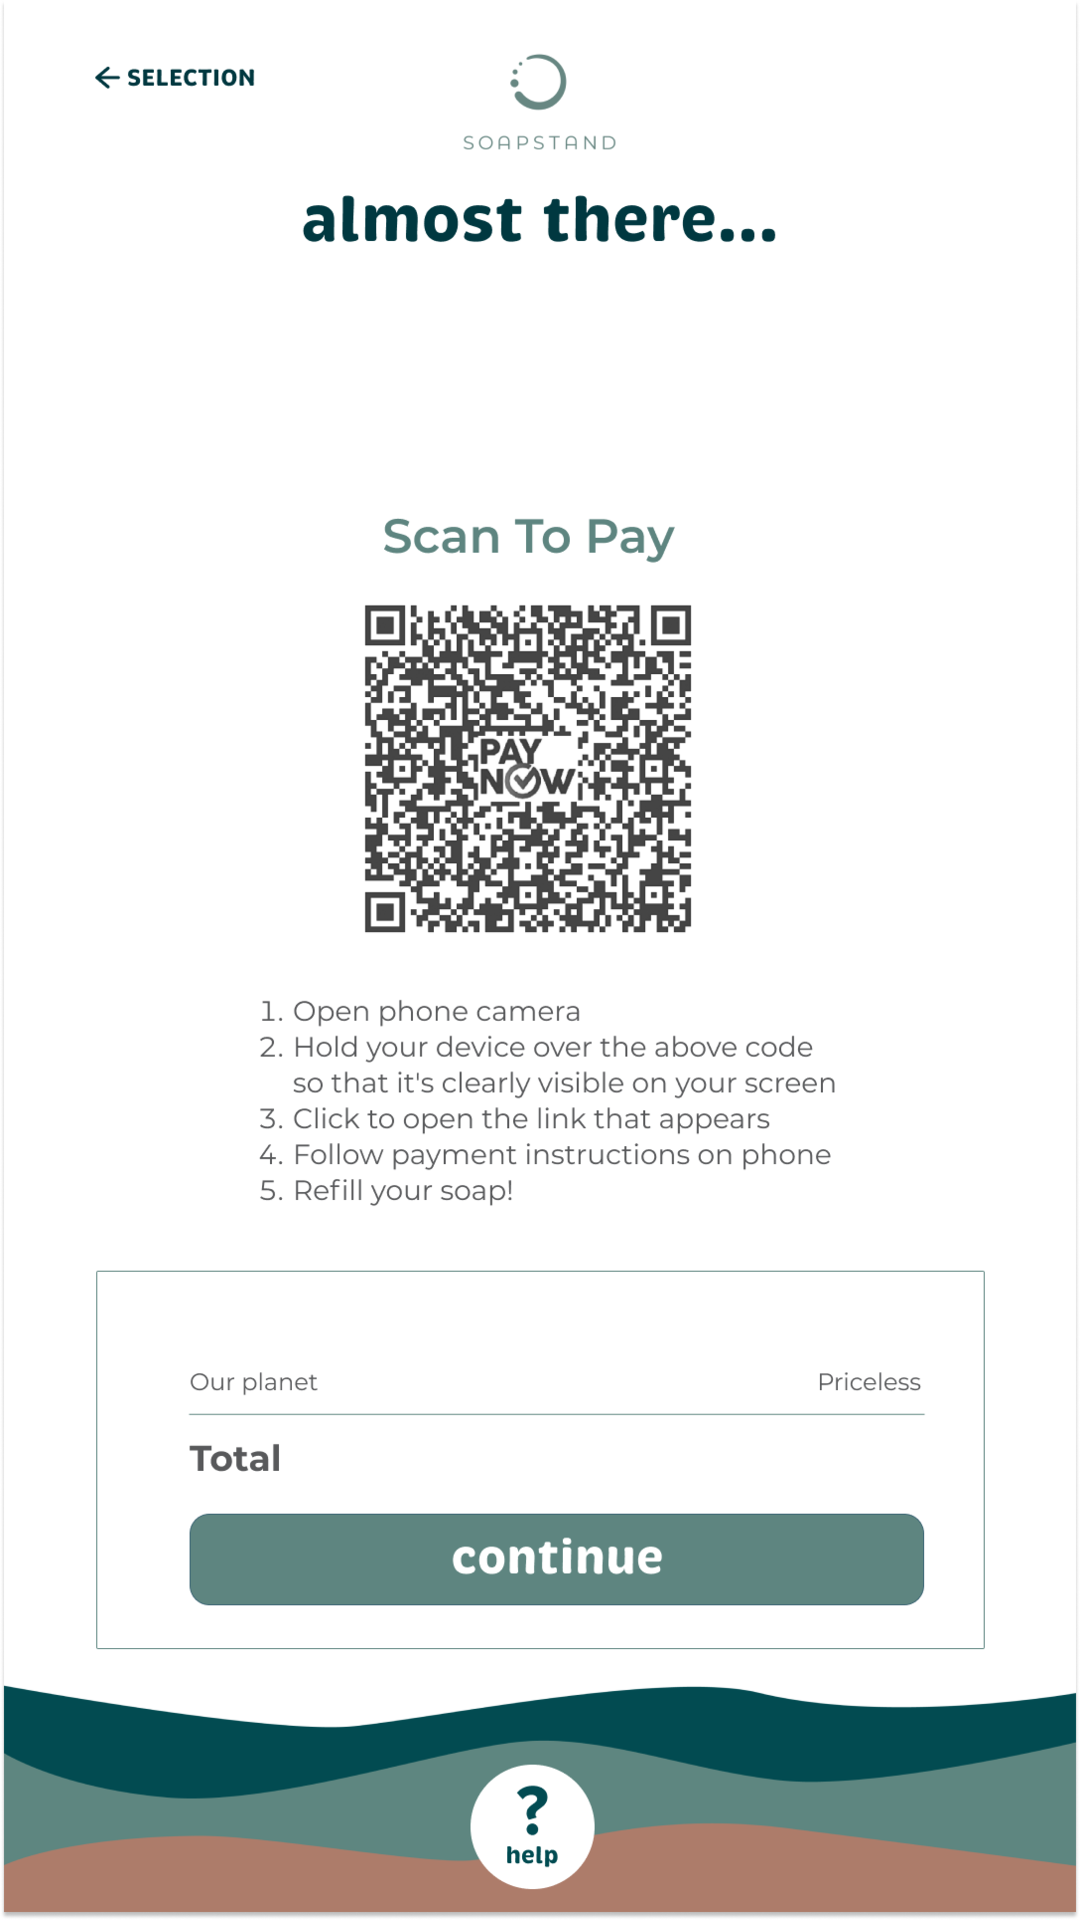 ← SELECTION
SOAPSTAND
almost there...
Scan To Pay
PAY
NOW
1. Open phone camera
2. Hold your device over the above code
so that it's clearly visible on your screen
3. Click to open the link that appears
4. Follow payment instructions on phone
5. Refill your soap!
Our planet Priceless
Total
continue
?
help